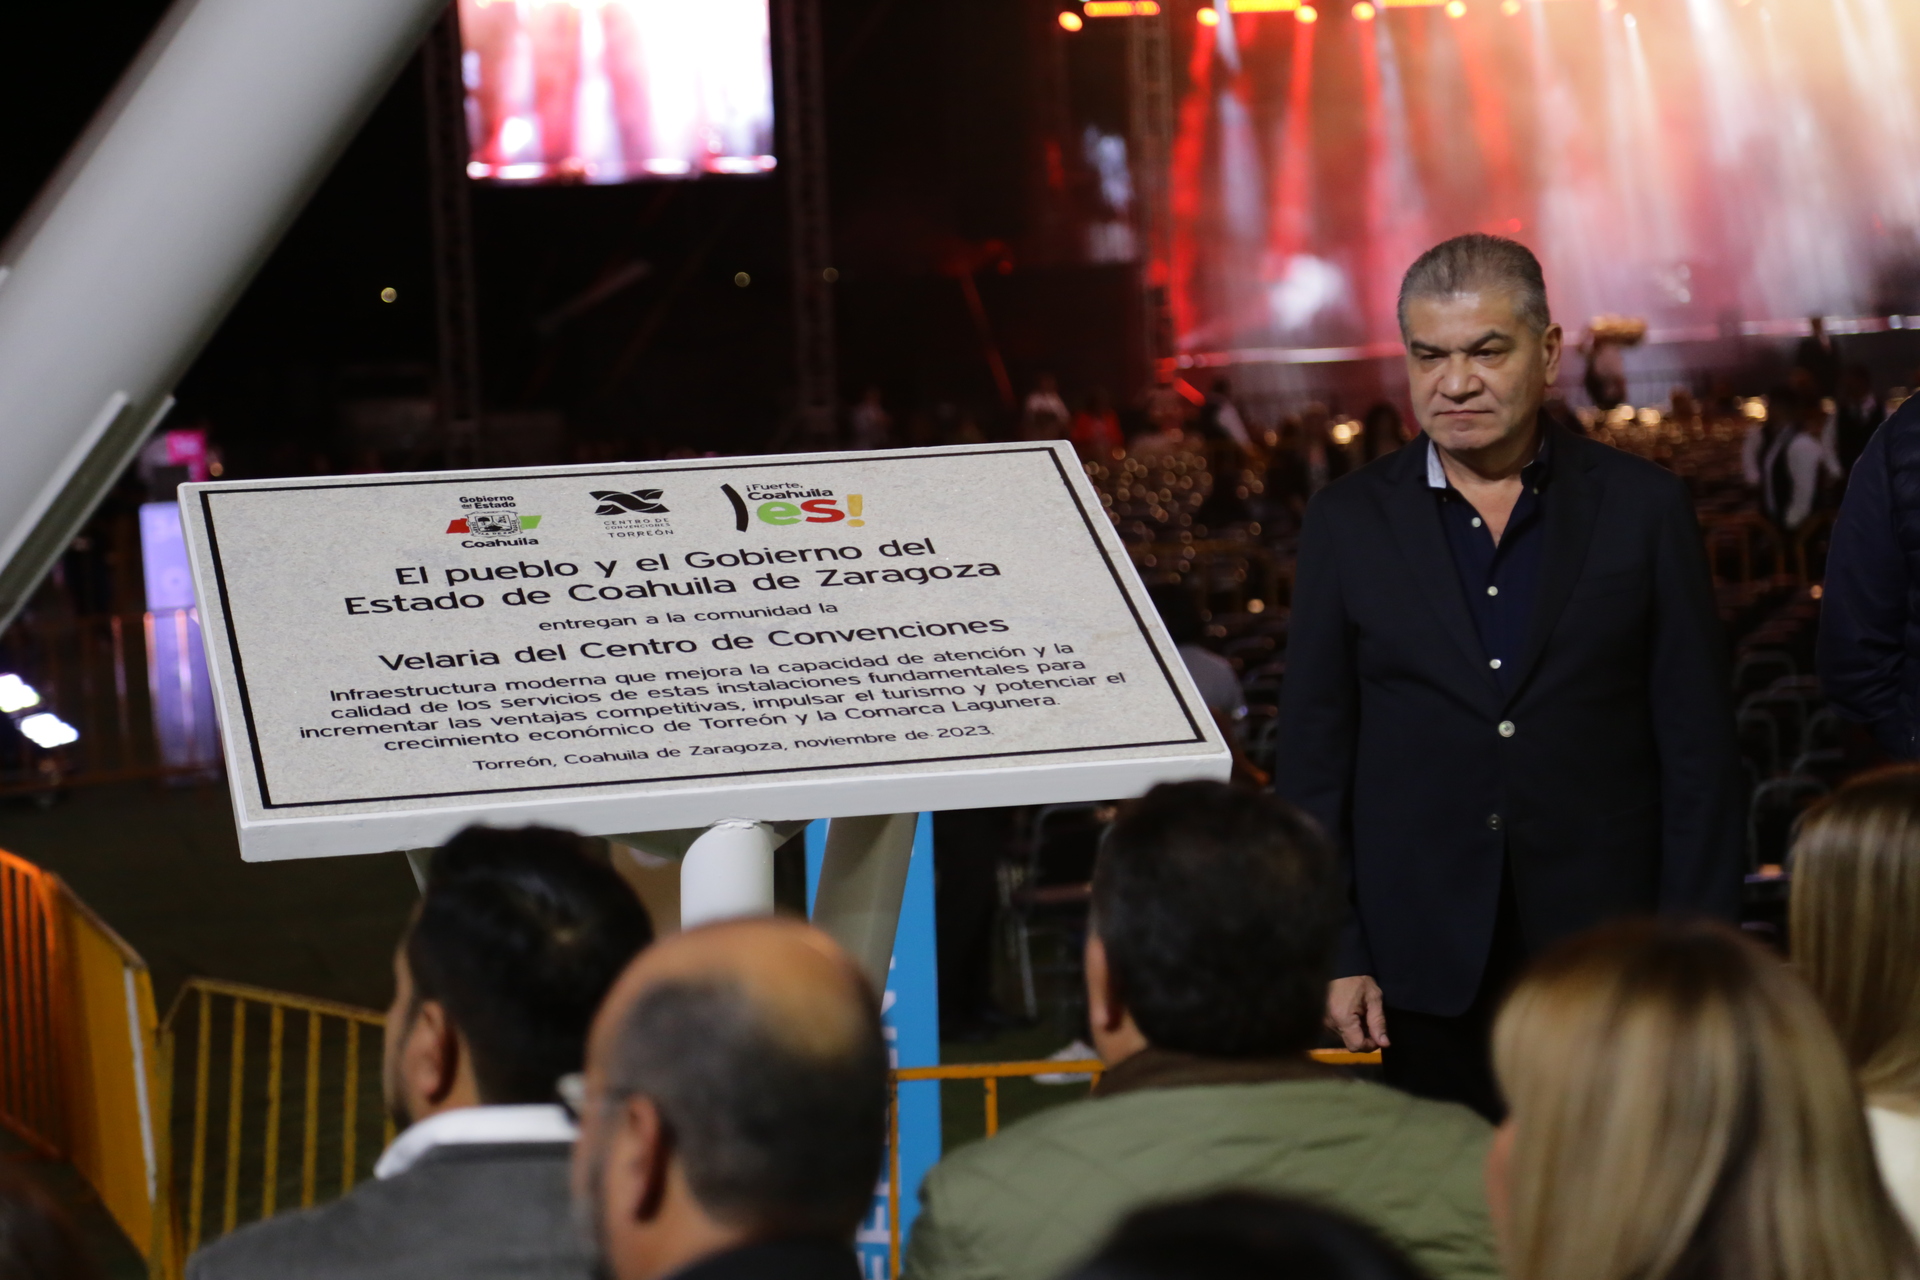 Gobierno
del Estado
Coahuila
CENTRO DE
CONVENCIONES
TORREÓN
¡Fuerte,
Coahuila
es!
El pueblo y el Gobierno del
Estado de Coahuila de Zaragoza
entregan a la comunidad la
Velaria del Centro de Convenciones
Infraestructura moderna que mejora la capacidad de atención y la
calidad de los servicios de estas instalaciones fundamentales para
incrementar las ventajas competitivas, impulsar el turismo y potenciar el
crecimiento económico de Torreón y la Comarca Lagunera.
Torreón, Coahuila de Zaragoza, noviembre de 2023.